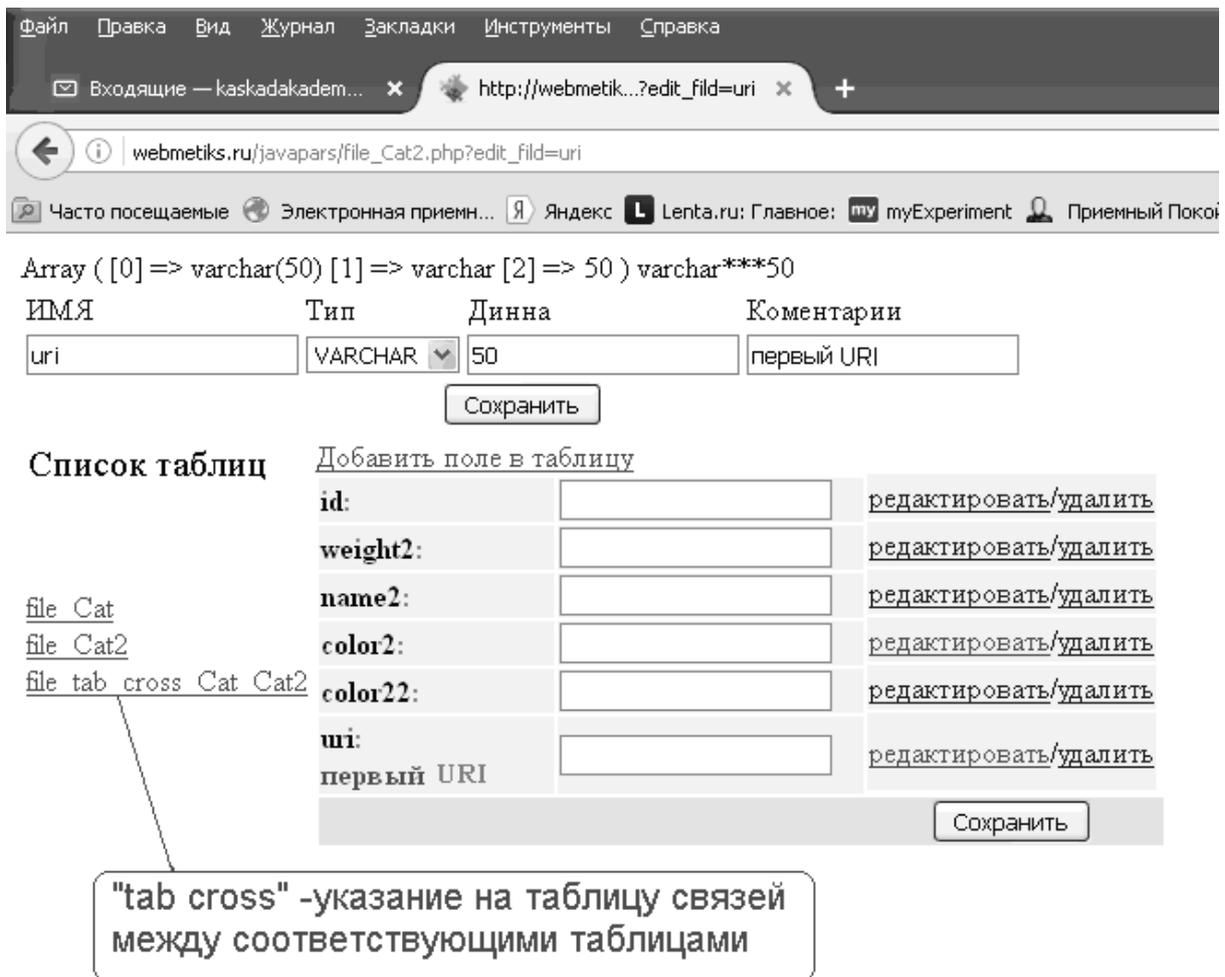 Файл Правка Вид Журнал Закладки Инструменты Справка
Входящие — kaskadakadem... http://webmetik...?edit_fild=uri
webmetiks.ru/javapars/file_Cat2.php?edit_fild=uri
Часто посещаемые Электронная приемн... Я Яндекс L Lenta.ru: Главное: my myExperiment Приемный Покой
Array ( [0] => varchar(50) [1] => varchar [2] => 50 ) varchar***50
ИМЯ Тип Динна Коментарии
uri VARCHAR 50 первый URI
Сохранить
Список таблиц Добавить поле в таблицу
id: редактировать/удалить
weight2: редактировать/удалить
file_Cat name2: редактировать/удалить
file_Cat2 color2: редактировать/удалить
file_tab_cross_Cat_Cat2 color22: редактировать/удалить
uri: редактировать/удалить
первый URI
Сохранить
"tab cross" -указание на таблицу связей
между соответствующими таблицами